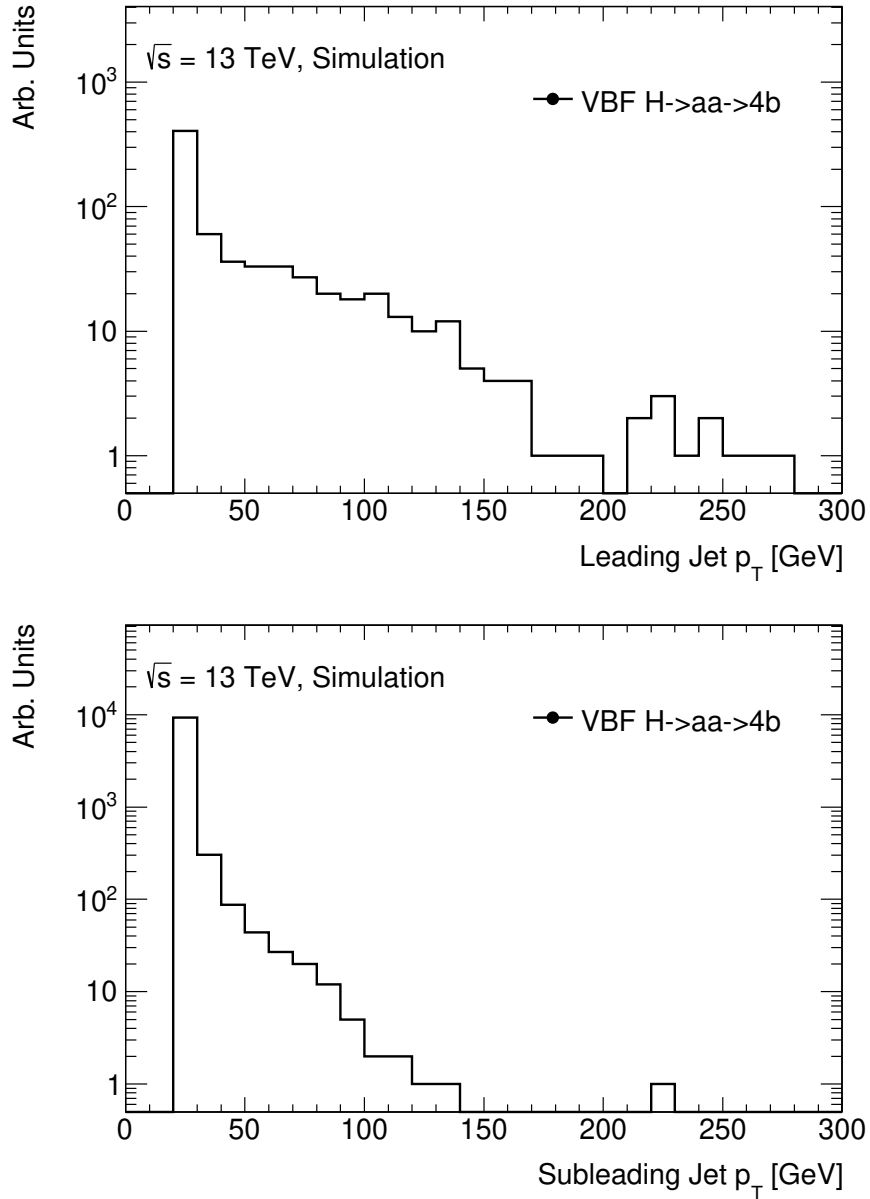 Arb. Units
√s = 13 TeV, Simulation
VBF H->aa->4b
10³
10²
10
1
0 50 100 150 200 250 300
Leading Jet p_T [GeV]
Arb. Units
√s = 13 TeV, Simulation
VBF H->aa->4b
10⁴
10³
10²
10
1
0 50 100 150 200 250 300
Subleading Jet p_T [GeV]